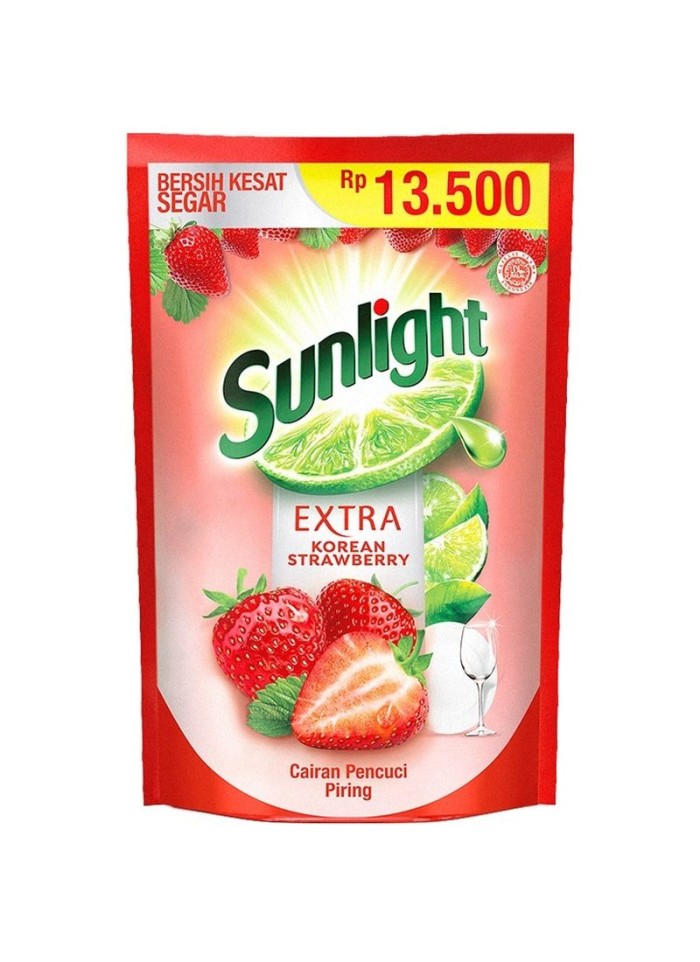 BERSIH KESAT
SEGAR
Rp 13.500
Sunlight
EXTRA
KOREAN
STRAWBERRY
Cairan Pencuci
Piring